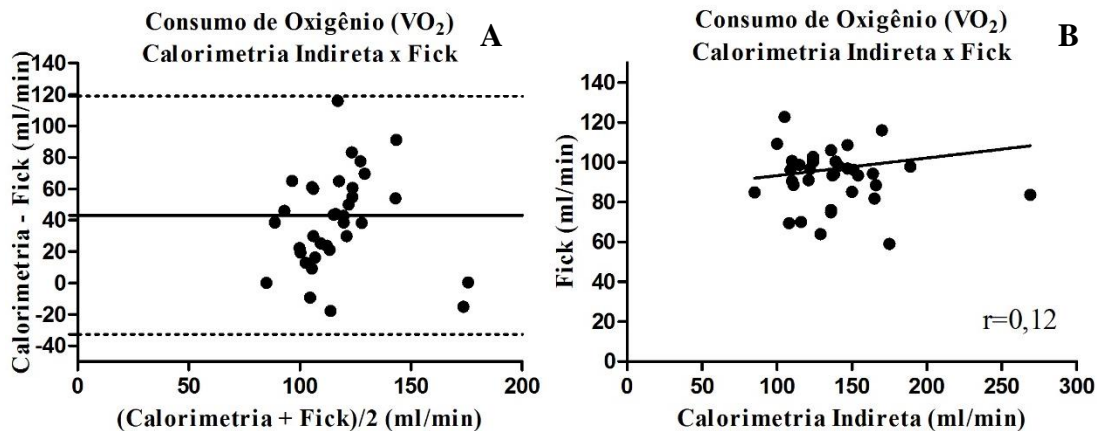 Consumo de Oxigênio (VO2)
Calorimetria Indireta x Fick
A
Calorimetria - Fick (ml/min)
140
120
100
80
60
40
20
0
-20
-40
0
50
100
150
200
(Calorimetria + Fick)/2 (ml/min)
Consumo de Oxigênio (VO2)
Calorimetria Indireta x Fick
B
Fick (ml/min)
140
120
100
80
60
40
20
0
r=0,12
0
50
100
150
200
250
300
Calorimetria Indireta (ml/min)